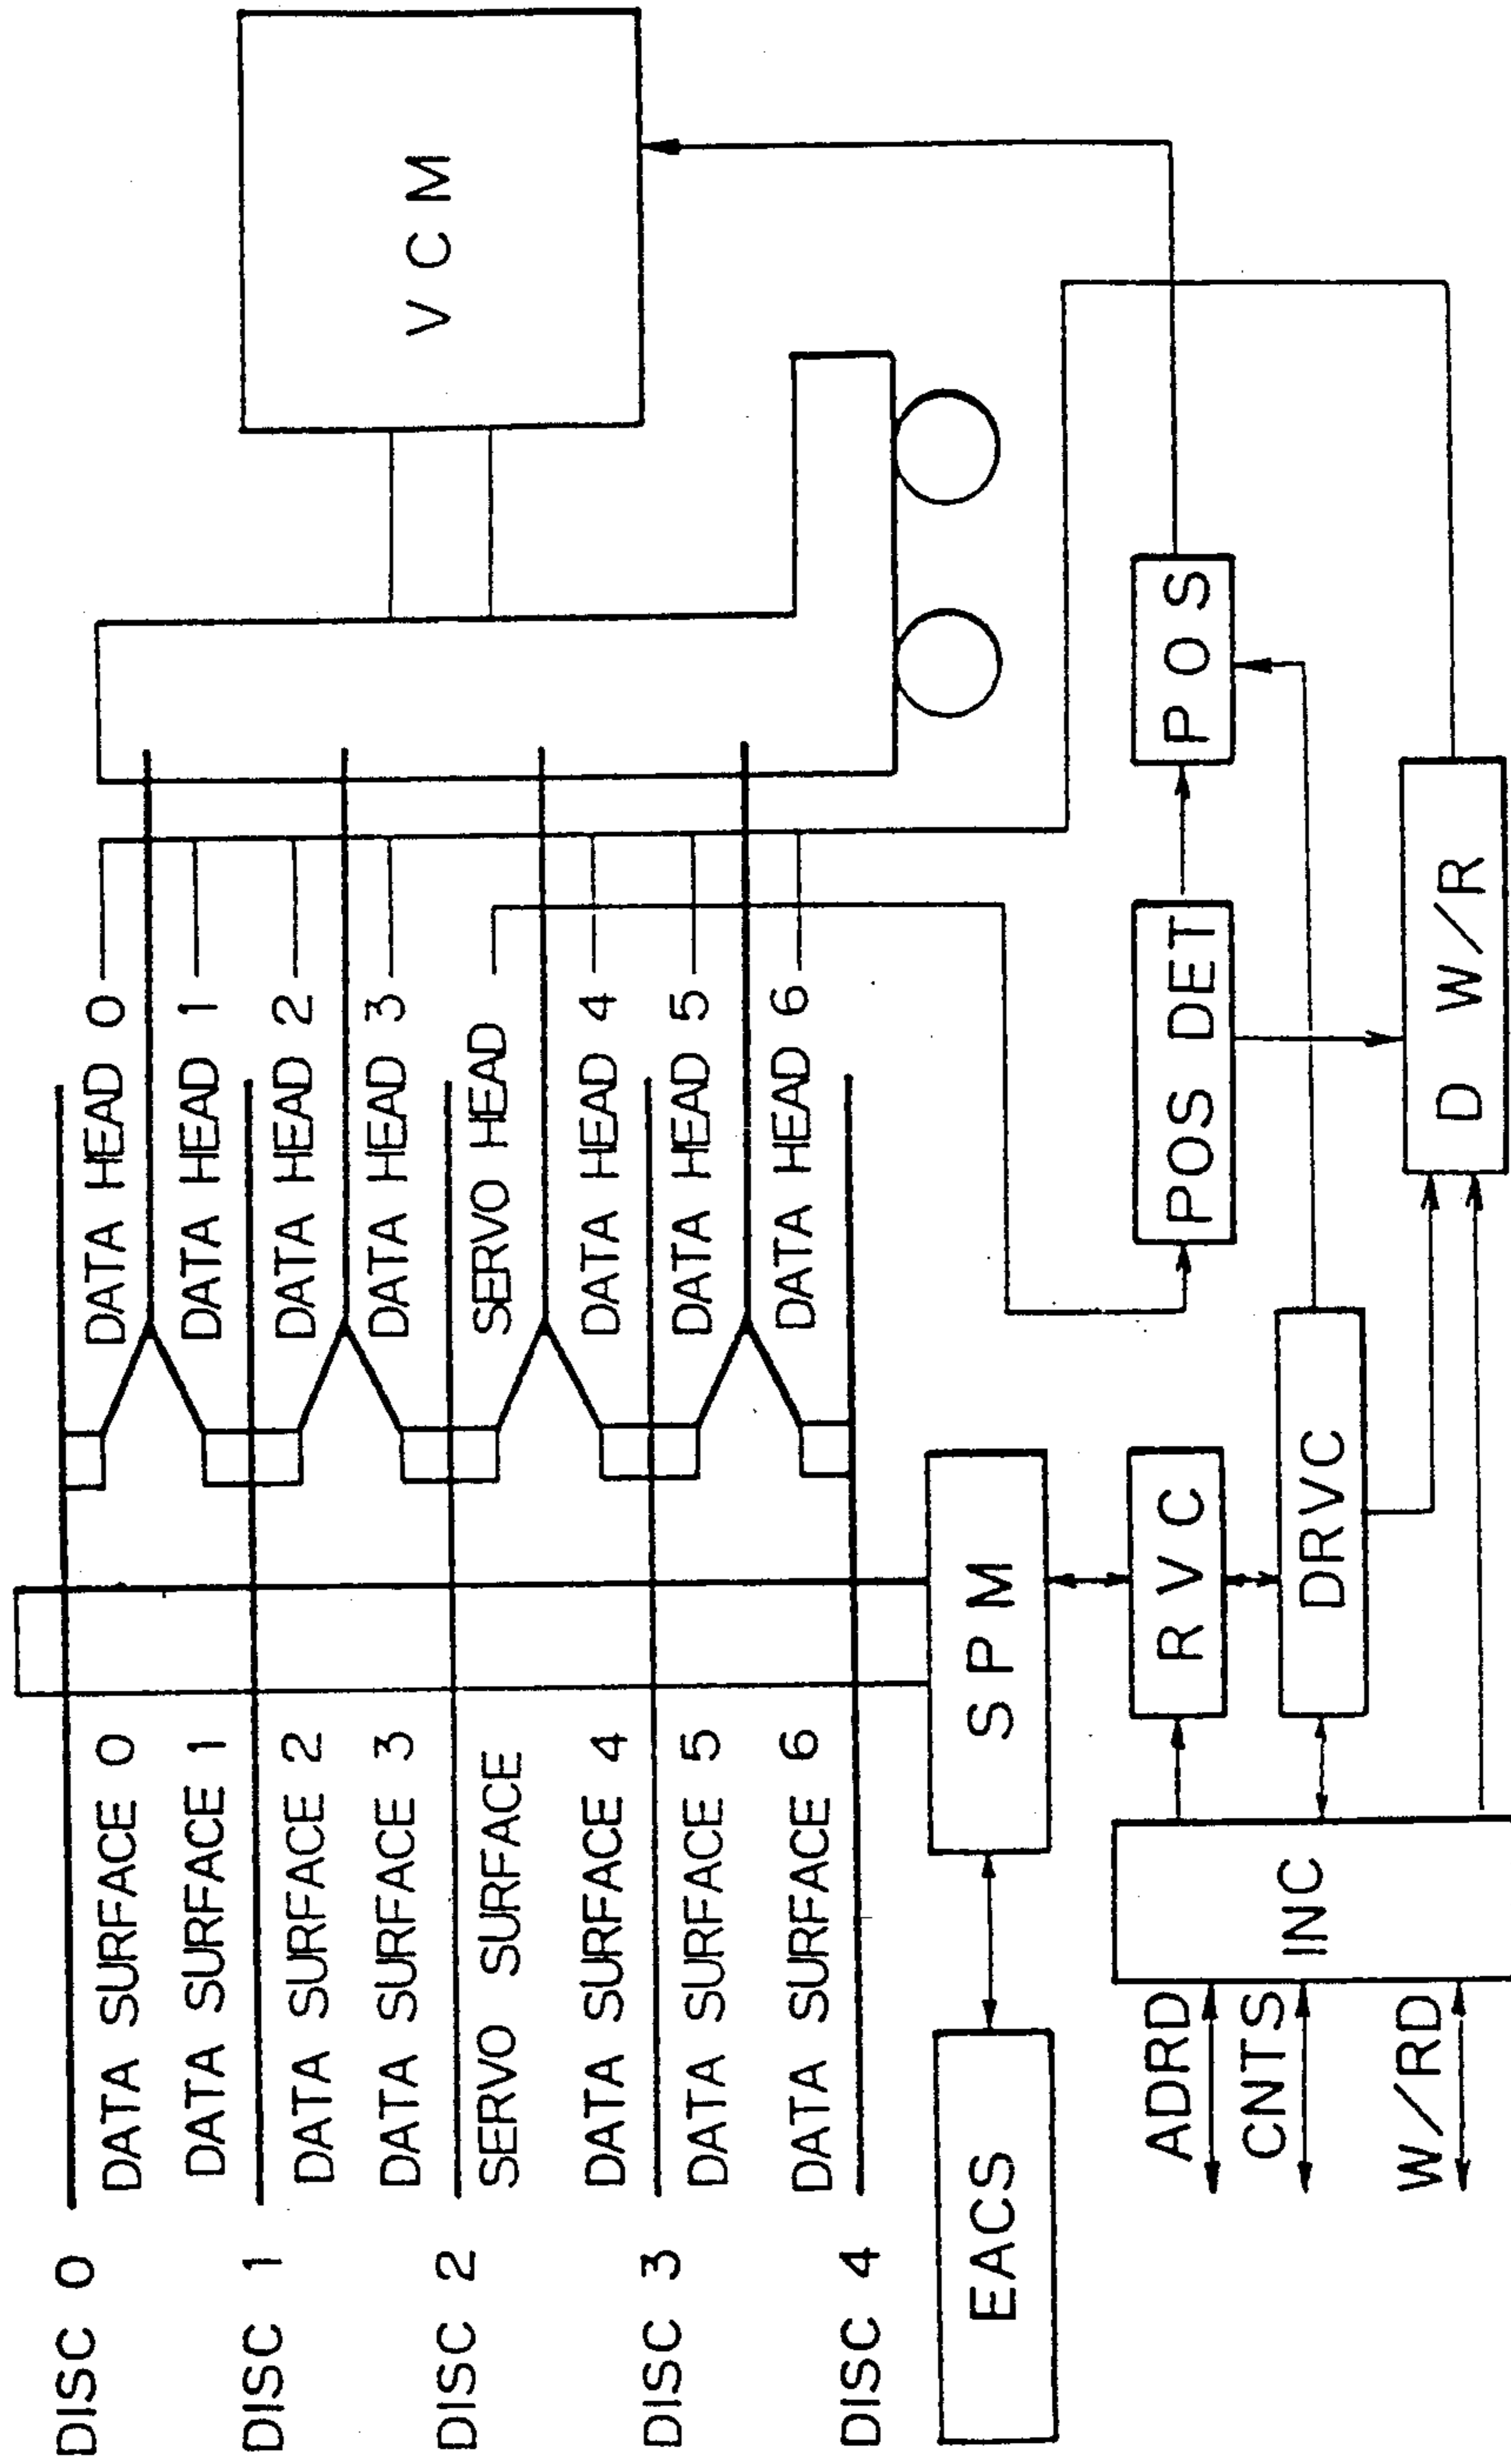 DISC 0
DATA SURFACE 0
DATA HEAD 0
DATA SURFACE 1
DATA HEAD 1
DISC 1
DATA SURFACE 2
DATA HEAD 2
DATA SURFACE 3
DATA HEAD 3
DISC 2
SERVO SURFACE
SERVO HEAD
DATA SURFACE 4
DATA HEAD 4
DISC 3
DATA SURFACE 5
DATA HEAD 5
DATA SURFACE 6
DATA HEAD 6
DISC 4
VCM
EACS
SPM
ADRD
CNTS
W/RD
INC
RVC
DRVC
POS DET
POS
D W/R